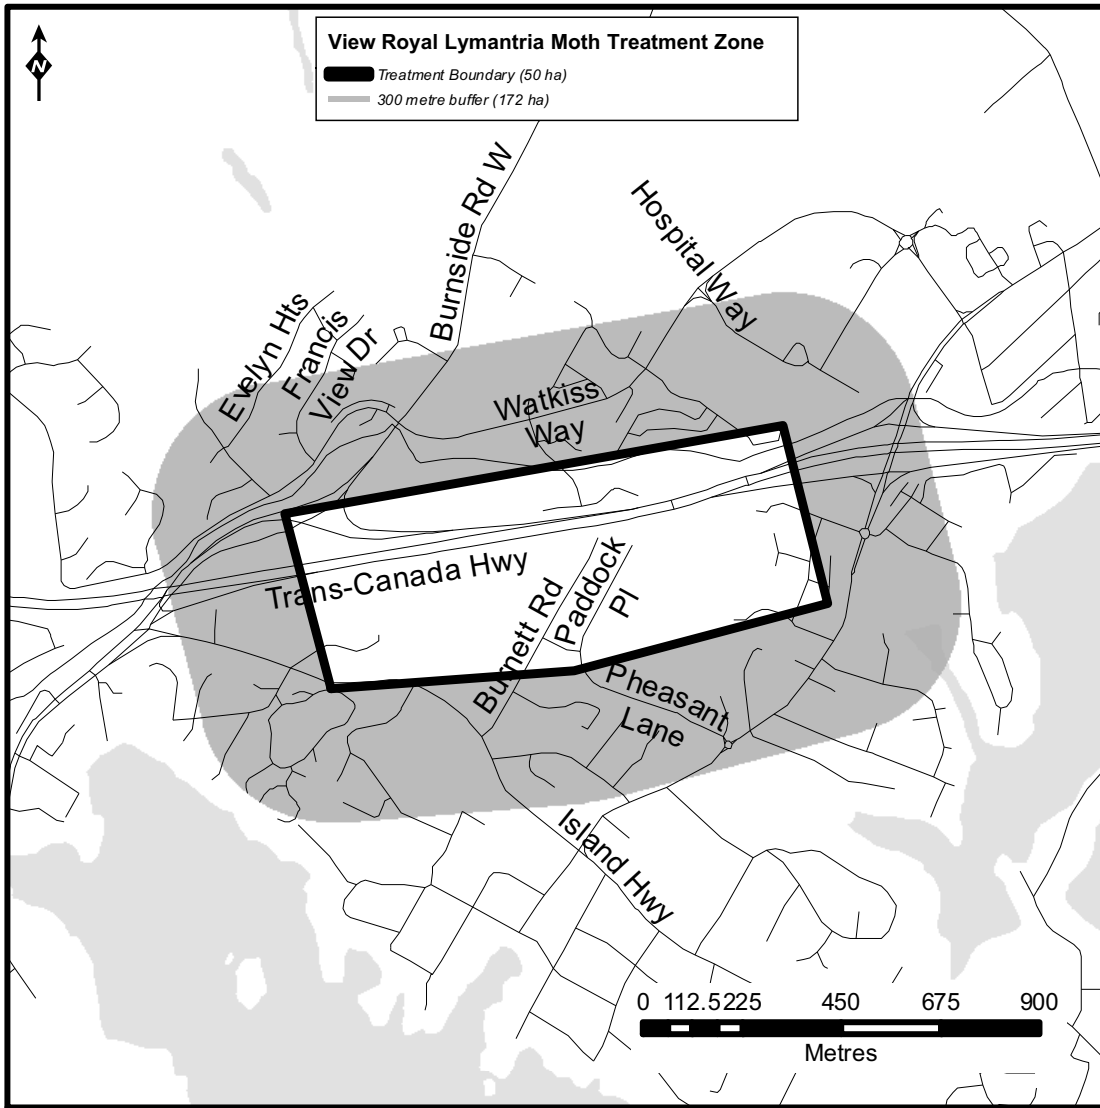 View Royal Lymantria Moth Treatment Zone
Treatment Boundary (50 ha)
300 metre buffer (172 ha)
N
Burnside Rd W
Hospital Way
Evelyn Hts
Francis
View Dr
Watkiss
Way
Trans-Canada Hwy
Burnett Rd
Paddock
Pl
Pheasant
Lane
Island Hwy
0 112.5 225 450 675 900
Metres